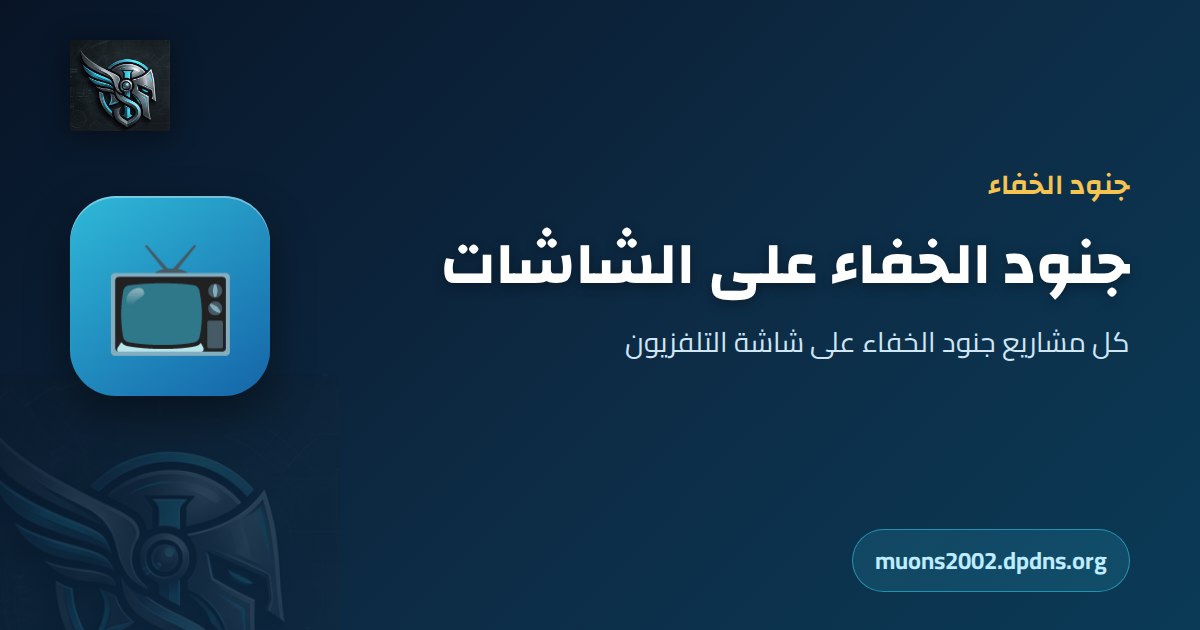 جنود الخفاء
جنود الخفاء على الشاشات
كل مشاريع جنود الخفاء على شاشة التلفزيون
muons2002.dpdns.org